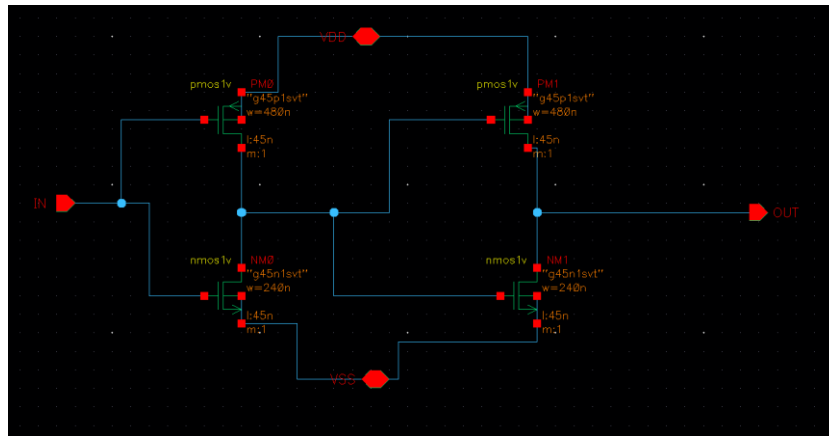 VDD
pmos1v PM0
"g45p1svt"
w=480n
l:45n
m:1
pmos1v PM1
"g45p1svt"
w=480n
l:45n
m:1
IN
OUT
nmos1v NM0
"g45n1svt"
w=240n
l:45n
m:1
nmos1v NM1
"g45n1svt"
w=240n
l:45n
m:1
VSS